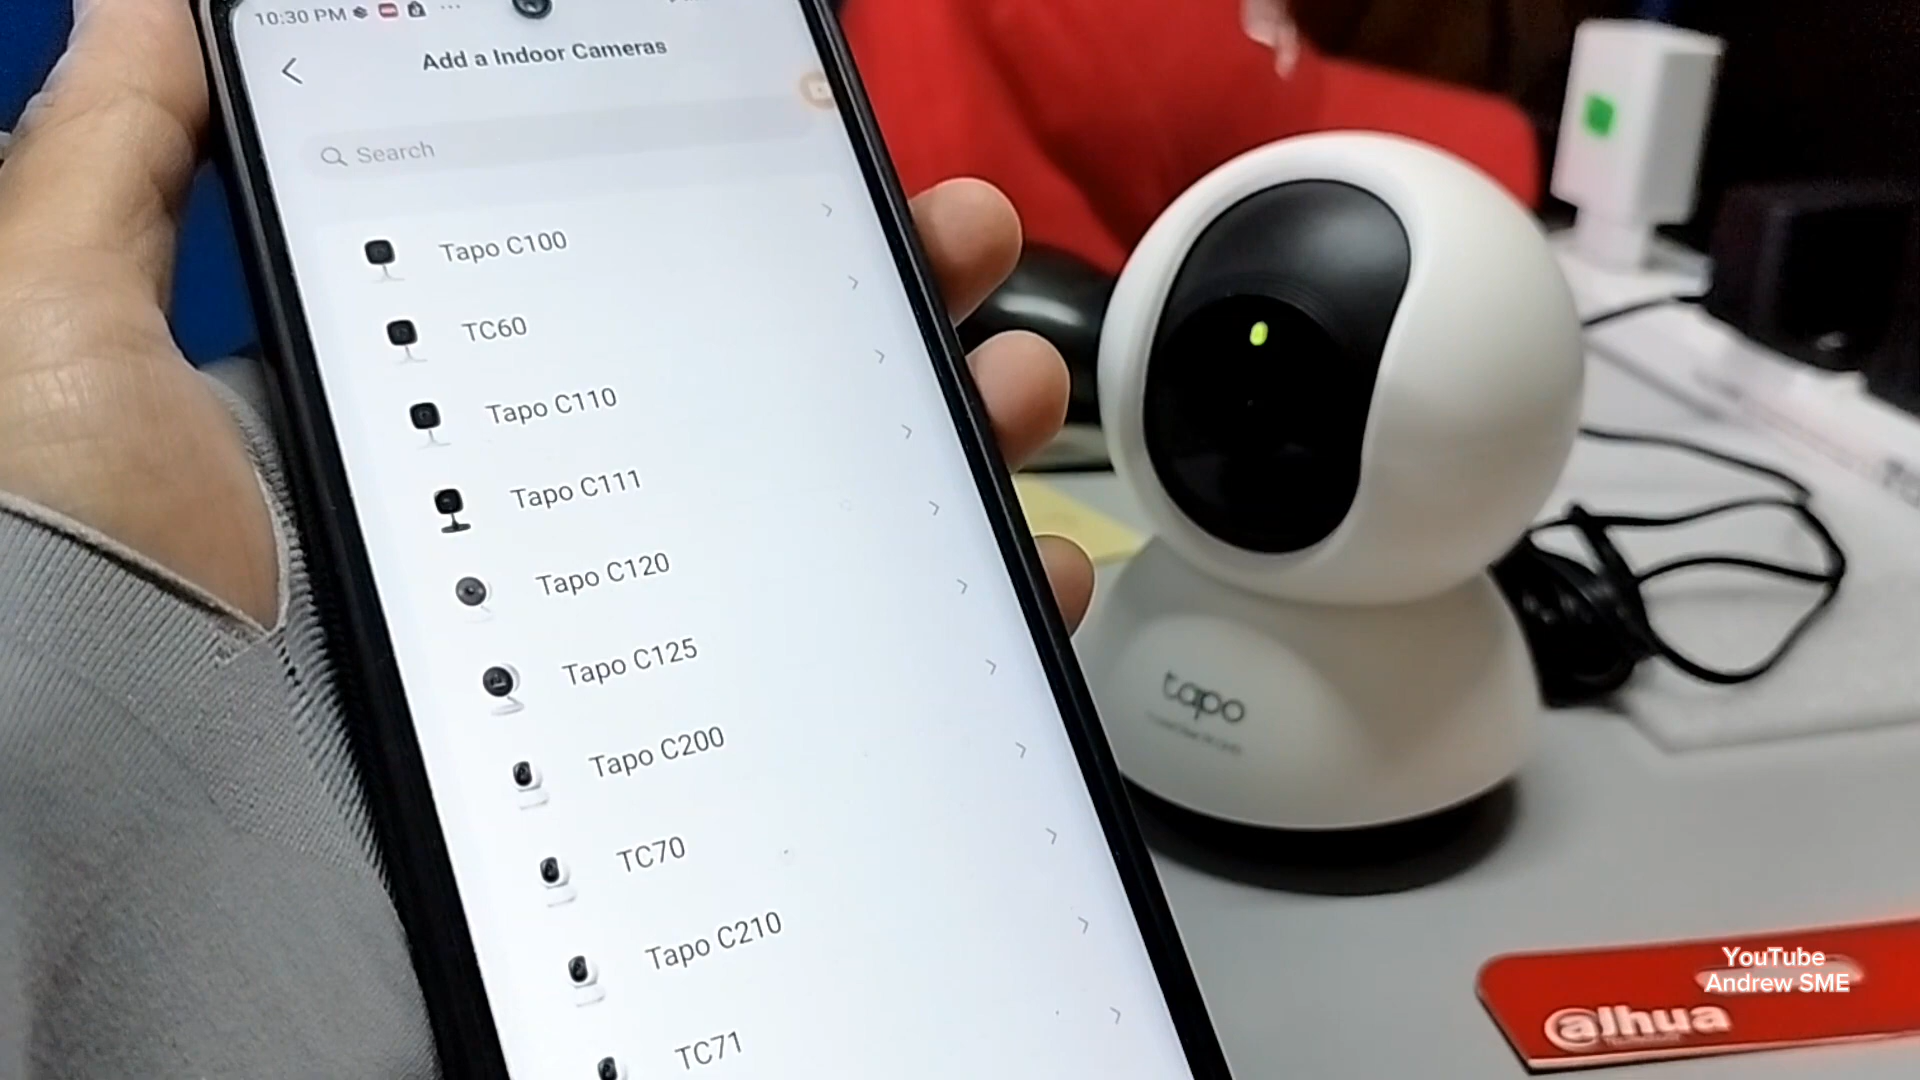 10:30 PM
Add a Indoor Cameras
Search
Tapo C100
TC60
Tapo C110
Tapo C111
Tapo C120
Tapo C125
Tapo C200
TC70
Tapo C210
TC71
tapo
alhua
YouTube
Andrew SME